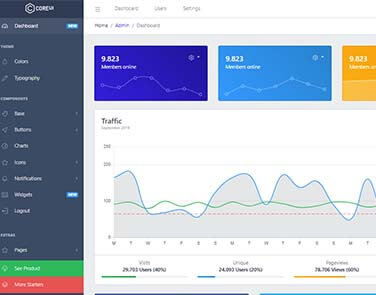 COREUI
Dashboard Users Settings
Dashboard NEW
Home / Admin / Dashboard
THEME
Colors
Typography
COMPONENTS
Base
Buttons
Charts
Icons
Notifications
Widgets NEW
Logout
EXTRAS
Pages
See Product
More Starters
9.823
Members online
9.823
Members online
9.823
Members
Traffic
September 2019
250
200
150
100
50
0
M T W T F S S M T W T F S S M T
Visits
29.703 Users (40%)
Unique
24.093 Users (20%)
Pageviews
78.706 Views (60%)